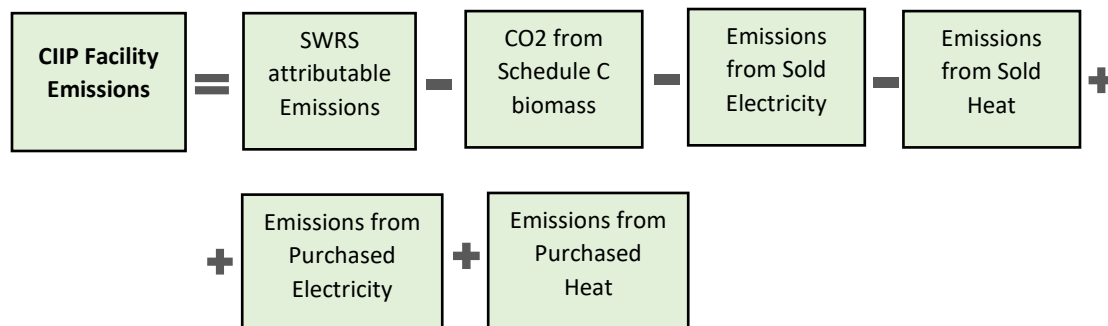 CIIP Facility
Emissions
=
SWRS
attributable
Emissions
-
CO2 from
Schedule C
biomass
-
Emissions
from Sold
Electricity
-
Emissions
from Sold
Heat
+
+
Emissions from
Purchased
Electricity
+
Emissions from
Purchased
Heat